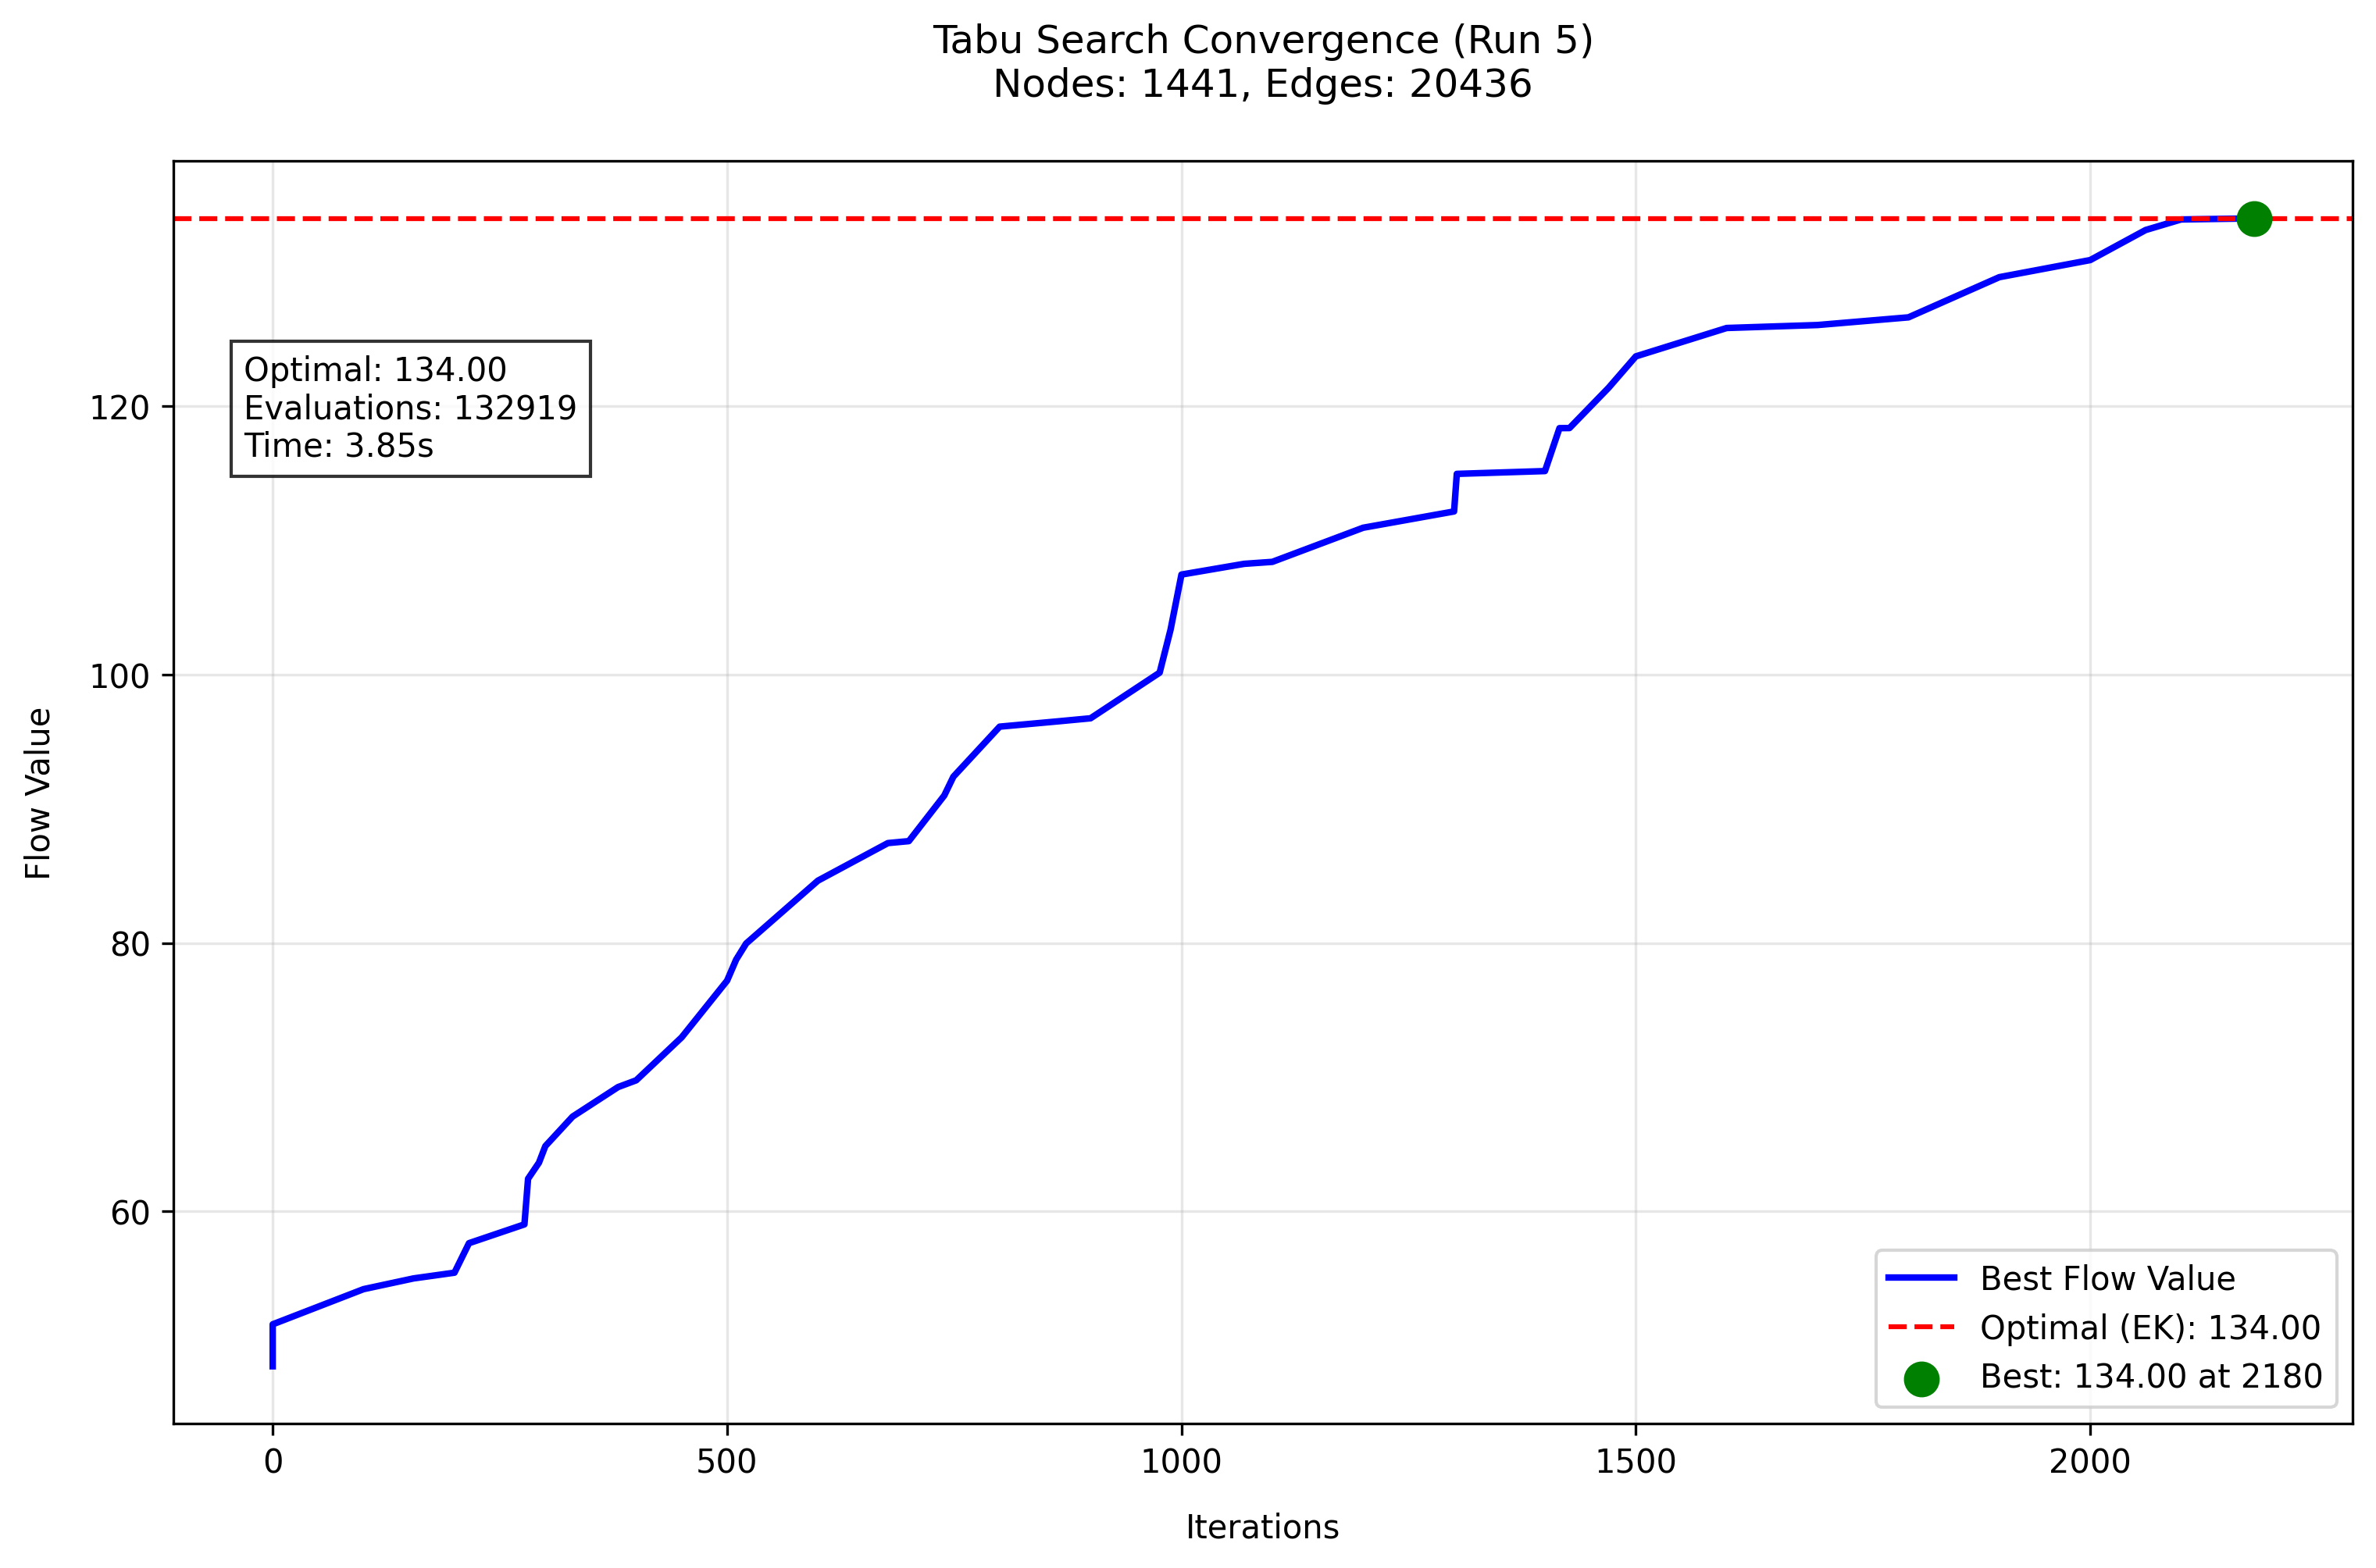 Tabu Search Convergence (Run 5)
Nodes: 1441, Edges: 20436
Optimal: 134.00
Evaluations: 132919
Time: 3.85s
120
100
80
60
Flow Value
Best Flow Value
Optimal (EK): 134.00
Best: 134.00 at 2180
0 500 1000 1500 2000
Iterations